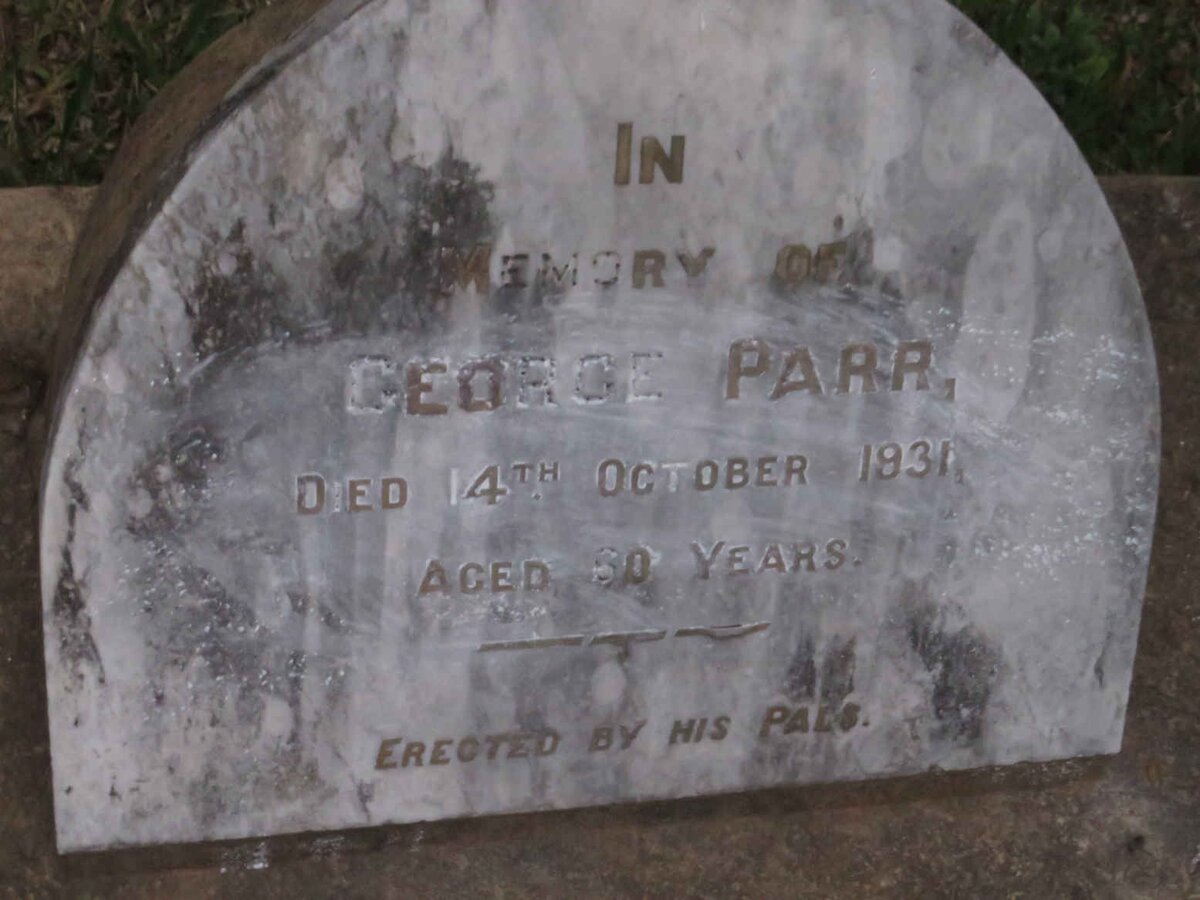 IN
MEMORY OF
GEORGE PARR,
DIED 14TH OCTOBER 1931,
AGED 60 YEARS.
ERECTED BY HIS PALS.